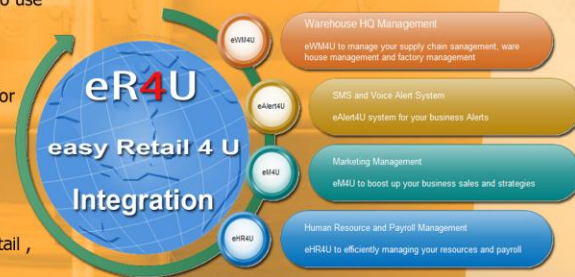 o use
or
tail ,
eR4U
easy Retail 4 U
Integration
eWM4U
Warehouse HQ Management
eWM4U to manage your supply chain sanagement, ware
house management and factory management
eAlert4U
SMS and Voice Alert System
eAlert4U system for your business Alerts
eM4U
Marketing Management
eM4U to boost up your business sales and strategies
eHR4U
Human Resource and Payroll Management
eHR4U to efficiently managing your resources and payroll